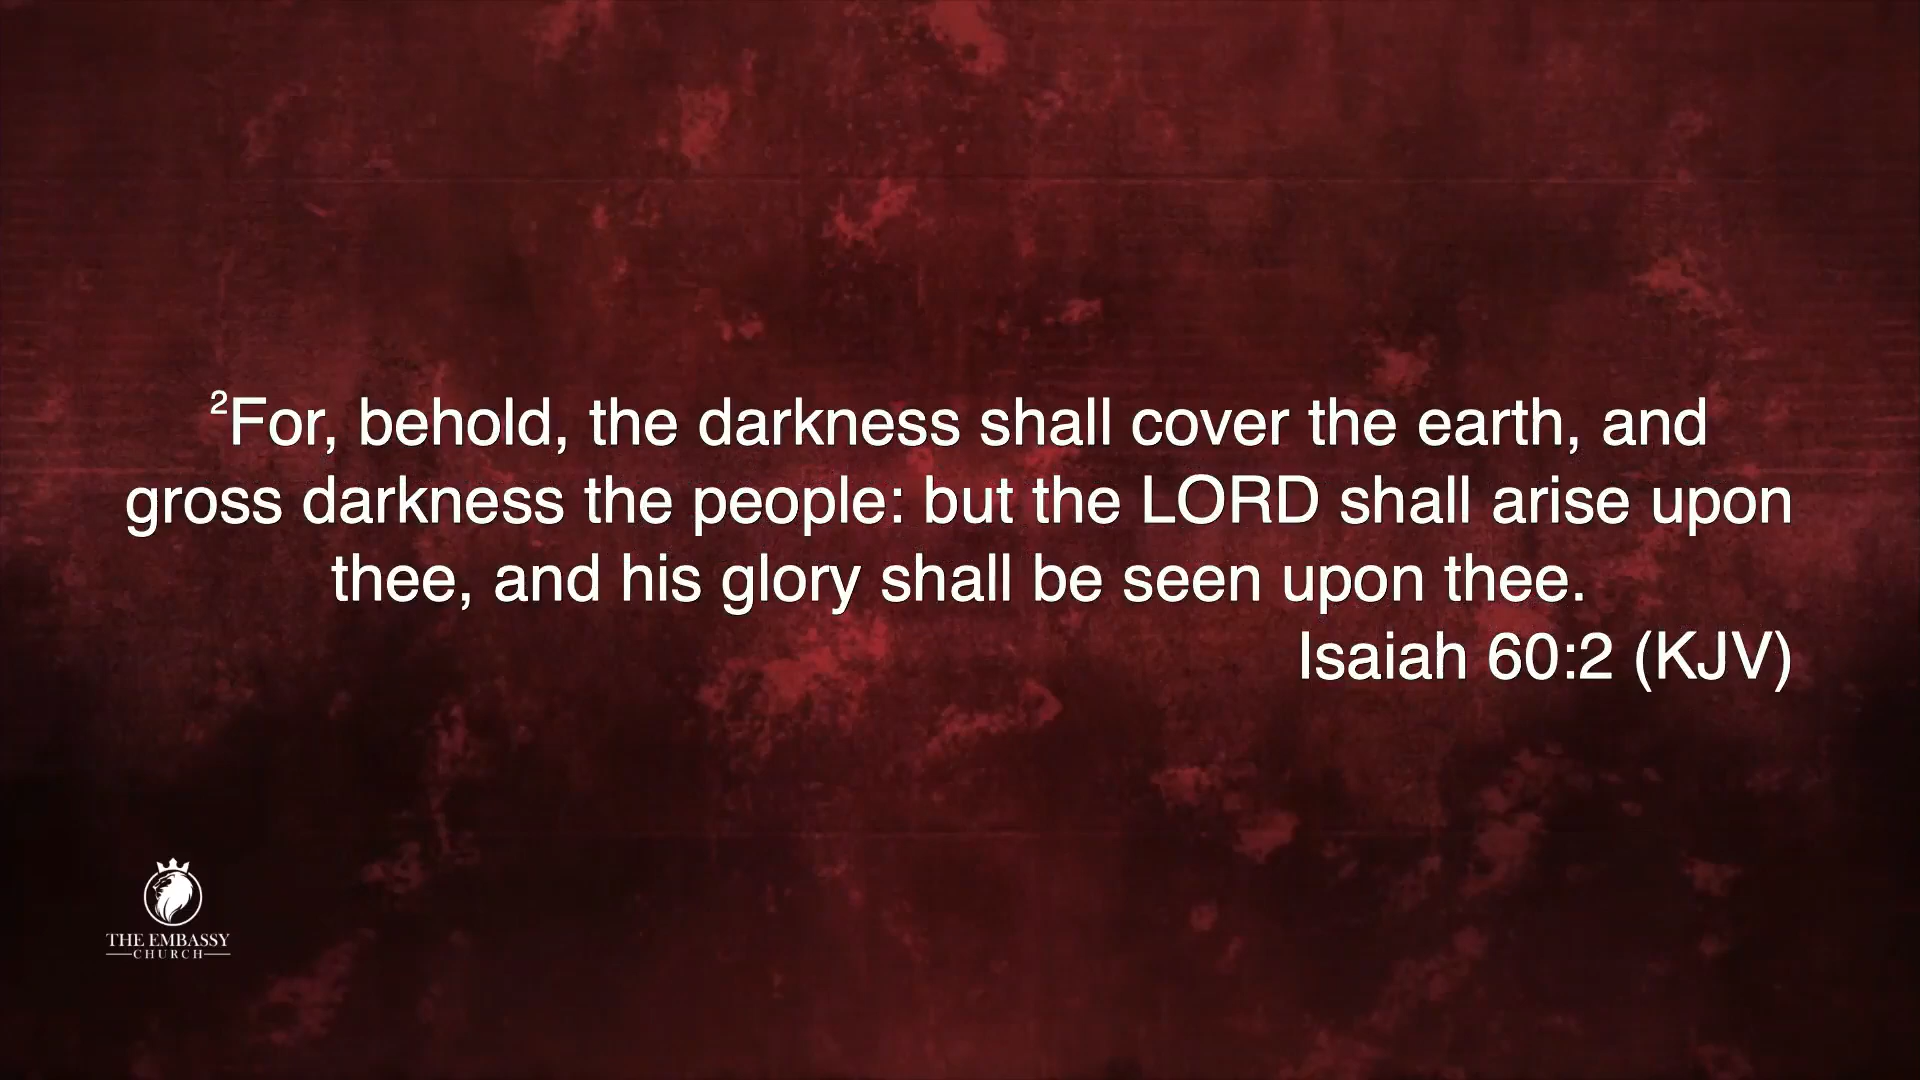 ²For, behold, the darkness shall cover the earth, and
gross darkness the people: but the LORD shall arise upon
thee, and his glory shall be seen upon thee.
Isaiah 60:2 (KJV)
THE EMBASSY
CHURCH